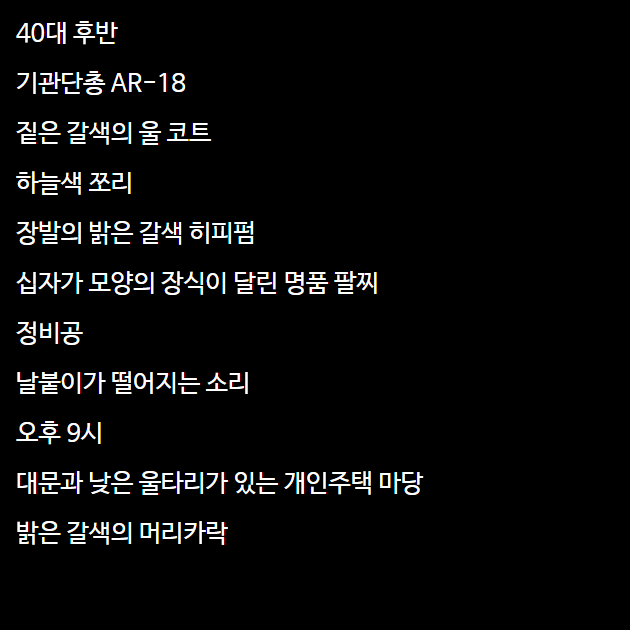 40대 후반
기관단총 AR-18
짙은 갈색의 울 코트
하늘색 쪼리
장발의 밝은 갈색 히피펌
십자가 모양의 장식이 달린 명품 팔찌
정비공
날붙이가 떨어지는 소리
오후 9시
대문과 낮은 울타리가 있는 개인주택 마당
밝은 갈색의 머리카락